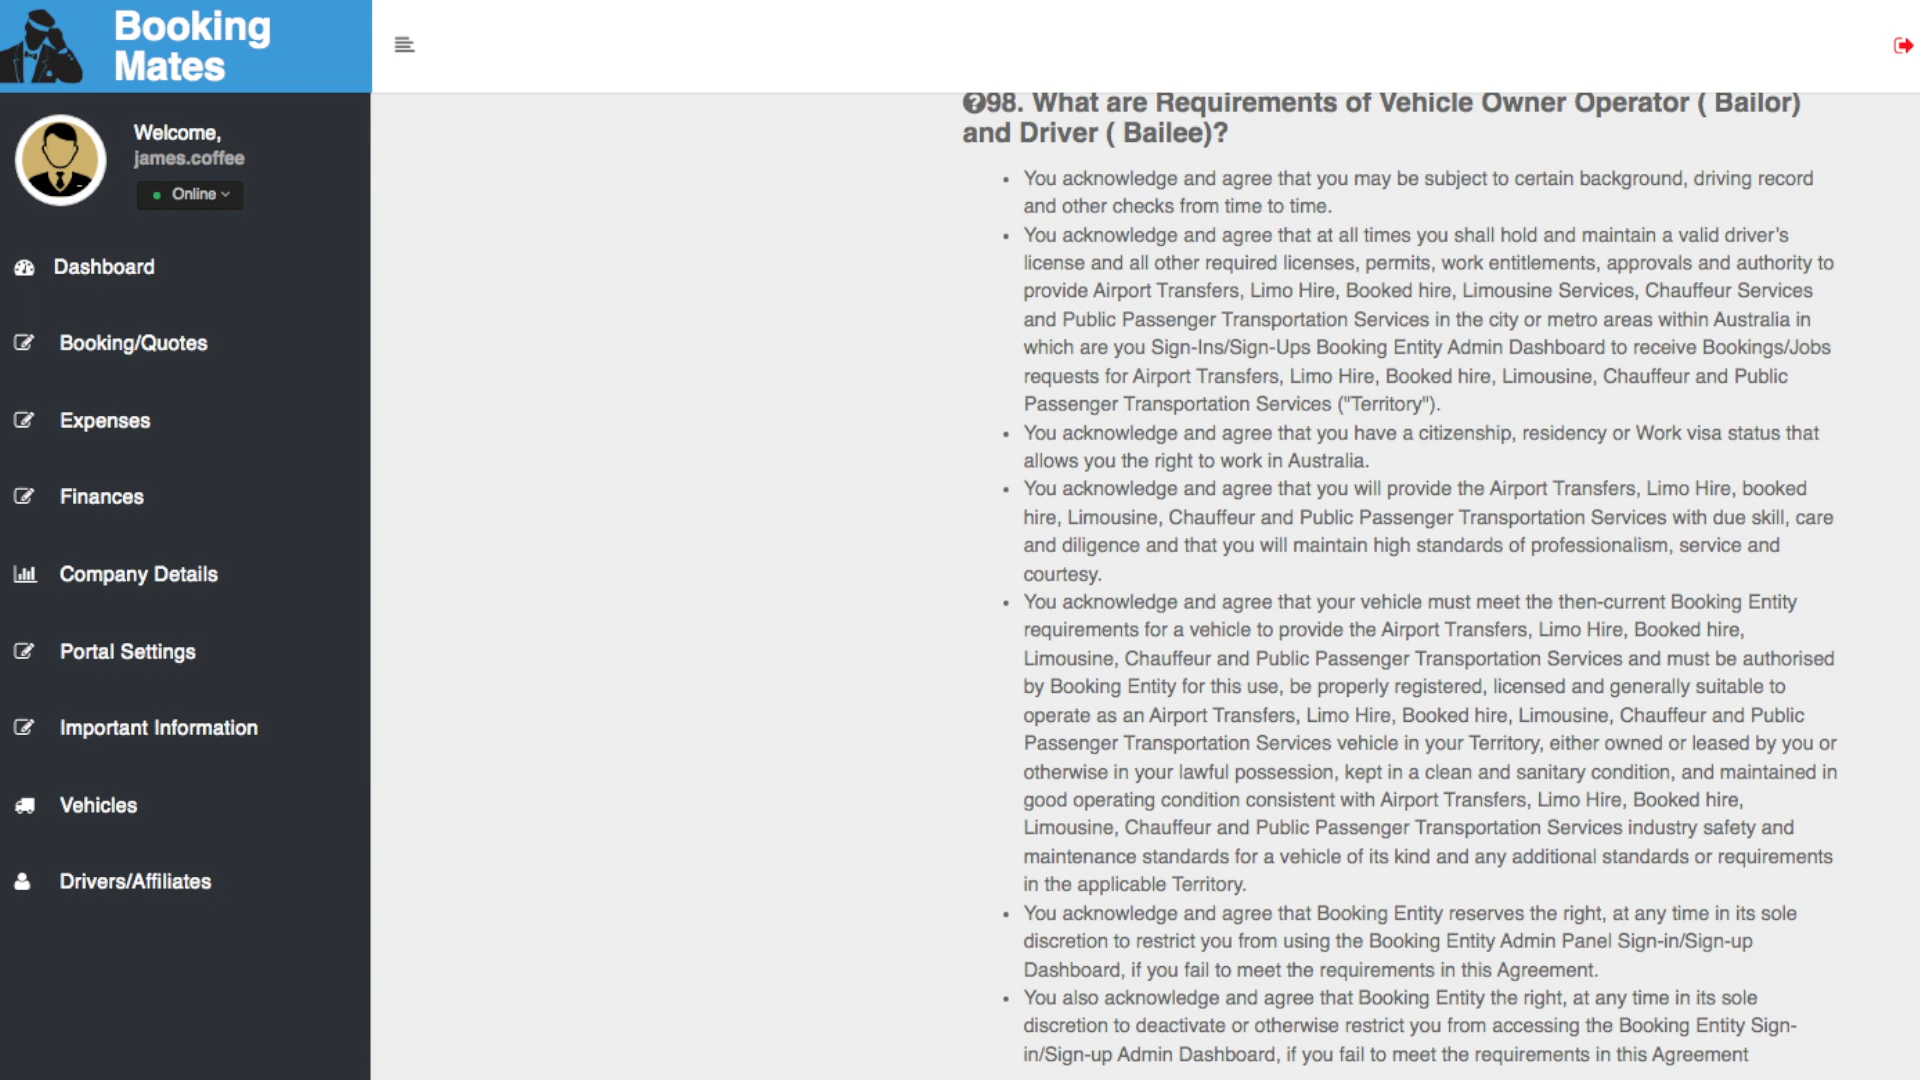 Booking
Mates
Welcome,
james.coffee
Online
Dashboard
Booking/Quotes
Expenses
Finances
Company Details
Portal Settings
Important Information
Vehicles
Drivers/Affiliates
98. What are Requirements of Vehicle Owner Operator ( Bailor)
and Driver ( Bailee)?
• You acknowledge and agree that you may be subject to certain background, driving record
and other checks from time to time.
• You acknowledge and agree that at all times you shall hold and maintain a valid driver's
license and all other required licenses, permits, work entitlements, approvals and authority to
provide Airport Transfers, Limo Hire, Booked hire, Limousine Services, Chauffeur Services
and Public Passenger Transportation Services in the city or metro areas within Australia in
which are you Sign-Ins/Sign-Ups Booking Entity Admin Dashboard to receive Bookings/Jobs
requests for Airport Transfers, Limo Hire, Booked hire, Limousine, Chauffeur and Public
Passenger Transportation Services ("Territory").
• You acknowledge and agree that you have a citizenship, residency or Work visa status that
allows you the right to work in Australia.
• You acknowledge and agree that you will provide the Airport Transfers, Limo Hire, booked
hire, Limousine, Chauffeur and Public Passenger Transportation Services with due skill, care
and diligence and that you will maintain high standards of professionalism, service and
courtesy.
• You acknowledge and agree that your vehicle must meet the then-current Booking Entity
requirements for a vehicle to provide the Airport Transfers, Limo Hire, Booked hire,
Limousine, Chauffeur and Public Passenger Transportation Services and must be authorised
by Booking Entity for this use, be properly registered, licensed and generally suitable to
operate as an Airport Transfers, Limo Hire, Booked hire, Limousine, Chauffeur and Public
Passenger Transportation Services vehicle in your Territory, either owned or leased by you or
otherwise in your lawful possession, kept in a clean and sanitary condition, and maintained in
good operating condition consistent with Airport Transfers, Limo Hire, Booked hire,
Limousine, Chauffeur and Public Passenger Transportation Services industry safety and
maintenance standards for a vehicle of its kind and any additional standards or requirements
in the applicable Territory.
• You acknowledge and agree that Booking Entity reserves the right, at any time in its sole
discretion to restrict you from using the Booking Entity Admin Panel Sign-in/Sign-up
Dashboard, if you fail to meet the requirements in this Agreement.
• You also acknowledge and agree that Booking Entity the right, at any time in its sole
discretion to deactivate or otherwise restrict you from accessing the Booking Entity Sign-
in/Sign-up Admin Dashboard, if you fail to meet the requirements in this Agreement